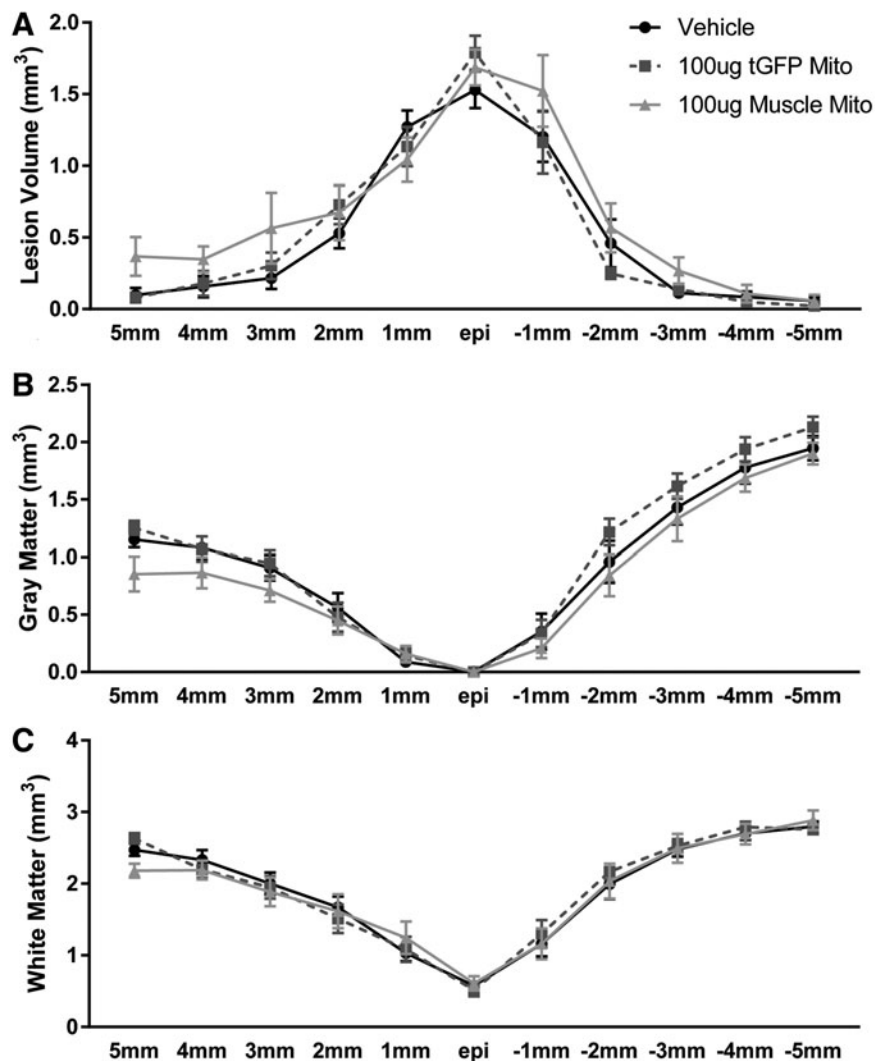 A
Lesion Volume (mm³)
2.0
1.5
1.0
0.5
0.0
5mm 4mm 3mm 2mm 1mm epi -1mm -2mm -3mm -4mm -5mm
Vehicle
100ug tGFP Mito
100ug Muscle Mito
B
Gray Matter (mm³)
2.5
2.0
1.5
1.0
0.5
0.0
5mm 4mm 3mm 2mm 1mm epi -1mm -2mm -3mm -4mm -5mm
C
White Matter (mm³)
4
3
2
1
0
5mm 4mm 3mm 2mm 1mm epi -1mm -2mm -3mm -4mm -5mm